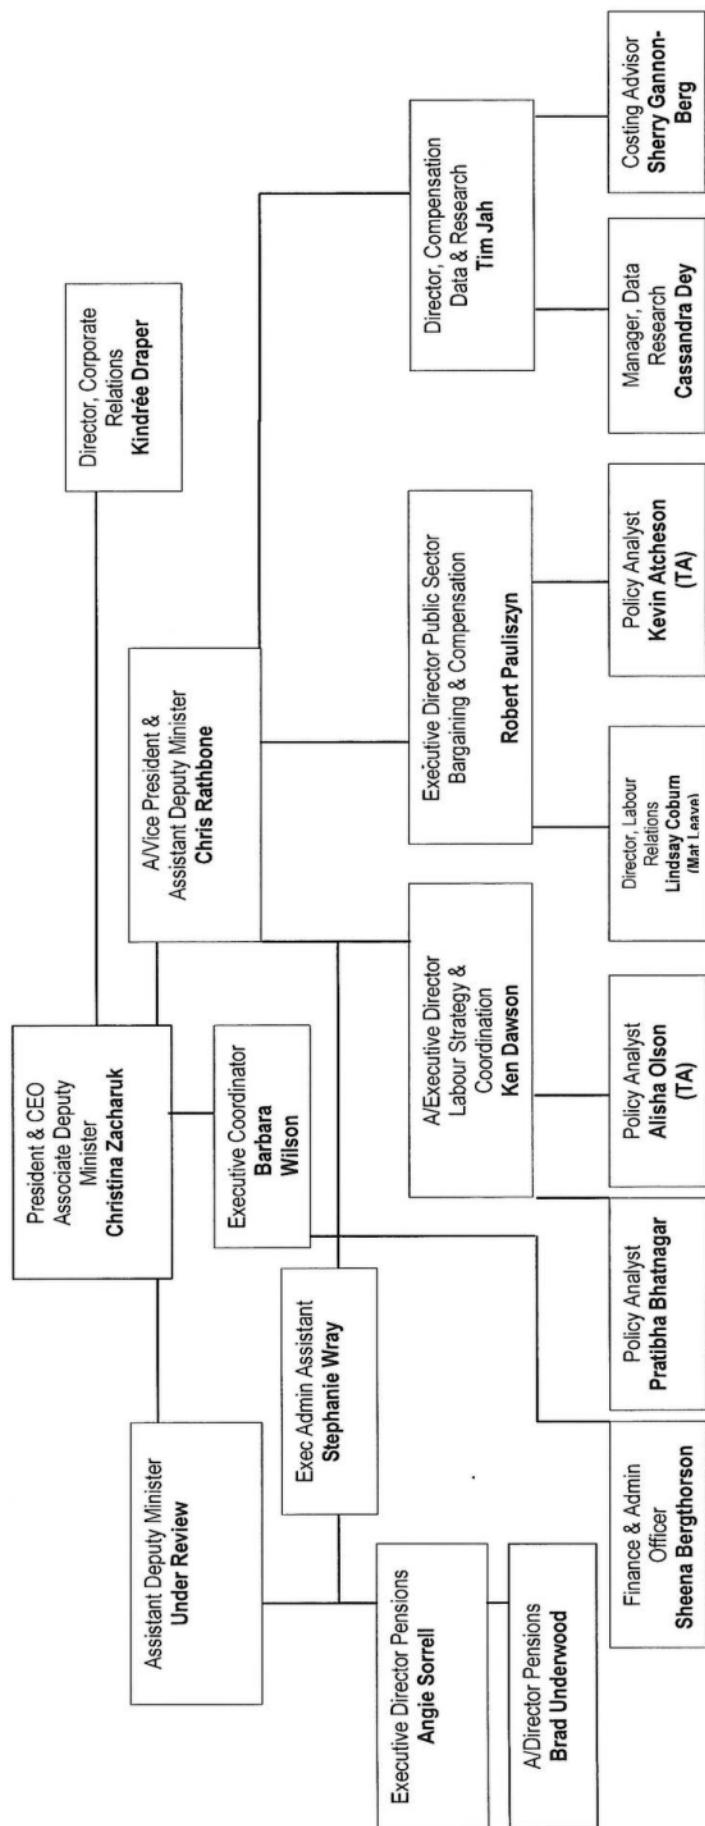 President & CEO
Associate Deputy
Minister
Christina Zacharuk
Director, Corporate
Relations
Kindrée Draper
Assistant Deputy Minister
Under Review
A/Vice President &
Assistant Deputy Minister
Chris Rathbone
Executive Coordinator
Barbara
Wilson
Exec Admin Assistant
Stephanie Wray
Executive Director Pensions
Angie Sorrell
A/Executive Director
Labour Strategy &
Coordination
Ken Dawson
Executive Director Public Sector
Bargaining & Compensation
Robert Pauliszyn
Director, Compensation
Data & Research
Tim Jah
A/Director Pensions
Brad Underwood
Finance & Admin
Officer
Sheena Bergthorson
Policy Analyst
Pratibha Bhatnagar
Policy Analyst
Alisha Olson
(TA)
Director, Labour
Relations
Lindsay Coburn
(Mat Leave)
Policy Analyst
Kevin Atcheson
(TA)
Manager, Data
Research
Cassandra Dey
Costing Advisor
Sherry Gannon-
Berg